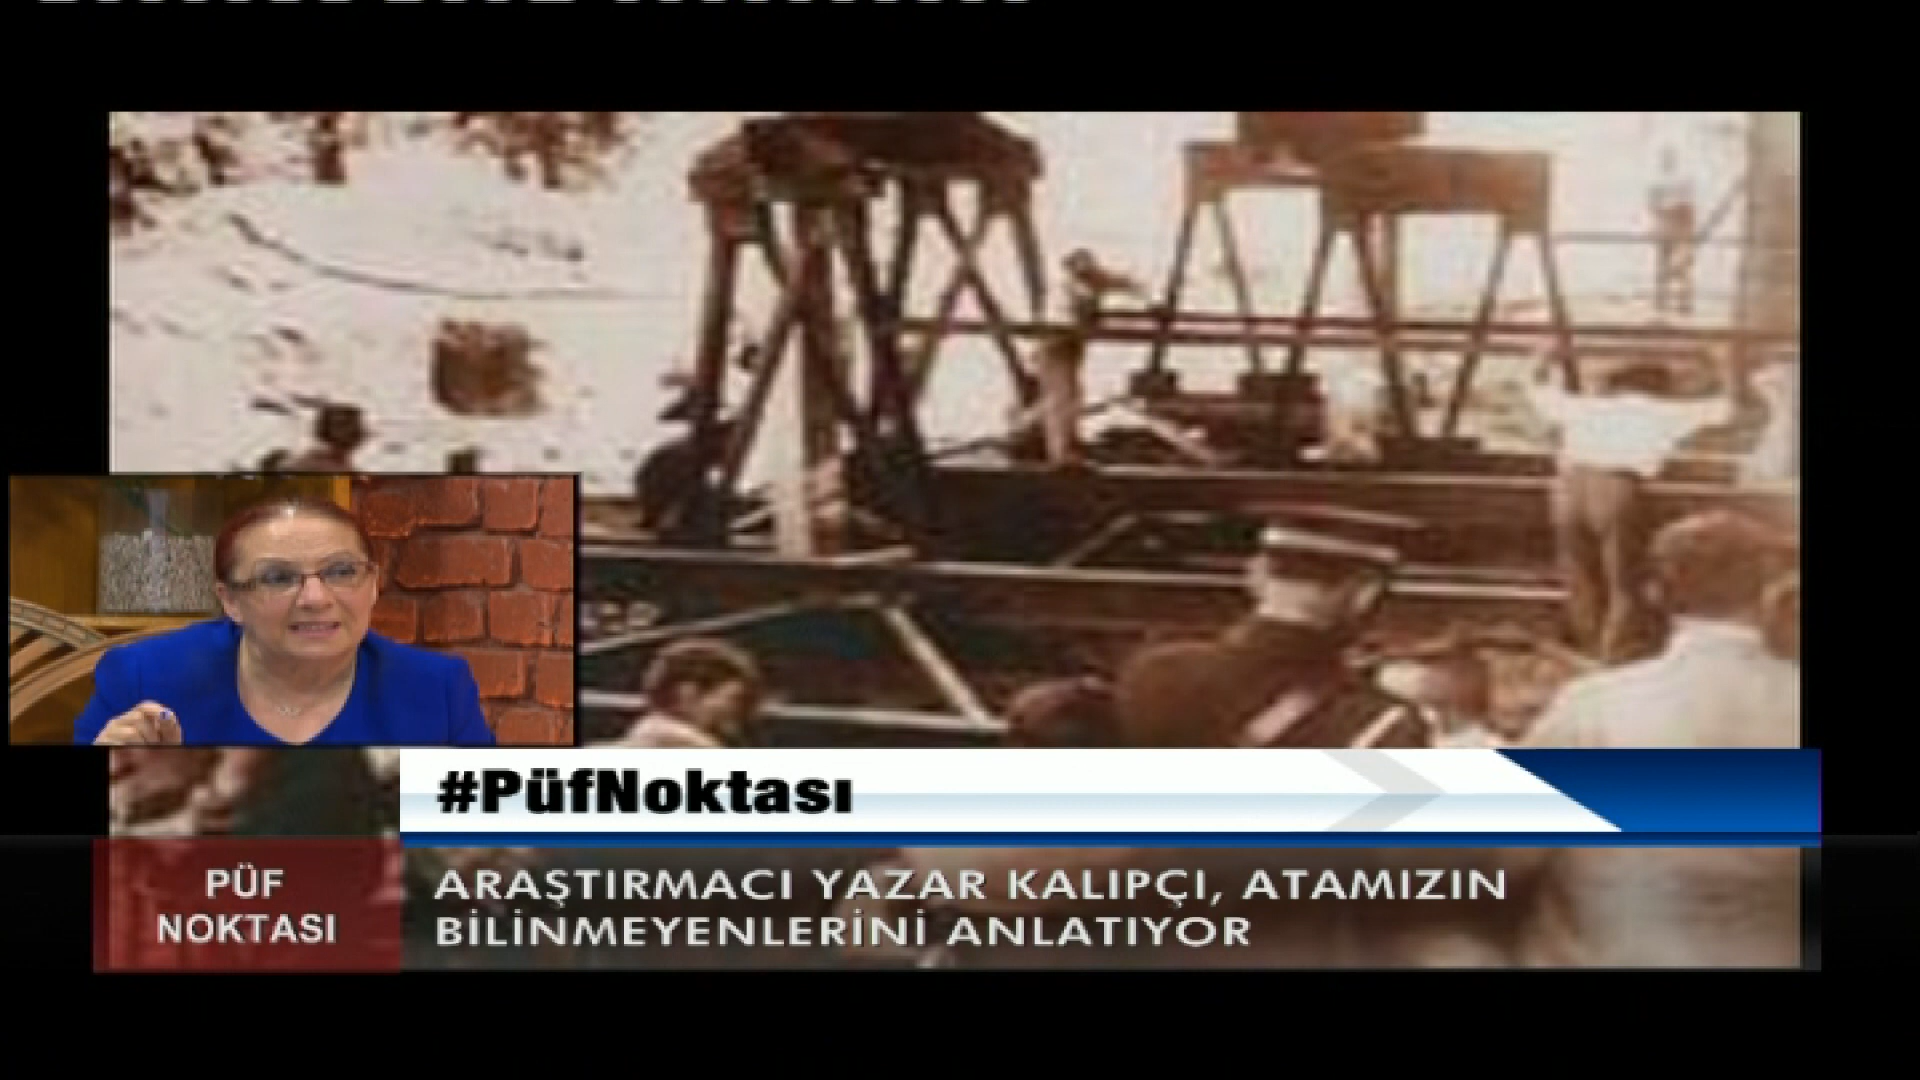 #PüfNoktası
PÜF
NOKTASI
ARAŞTIRMACI YAZAR KALIPÇI, ATAMIZIN
BİLİNMEYENLERİNİ ANLATIYOR